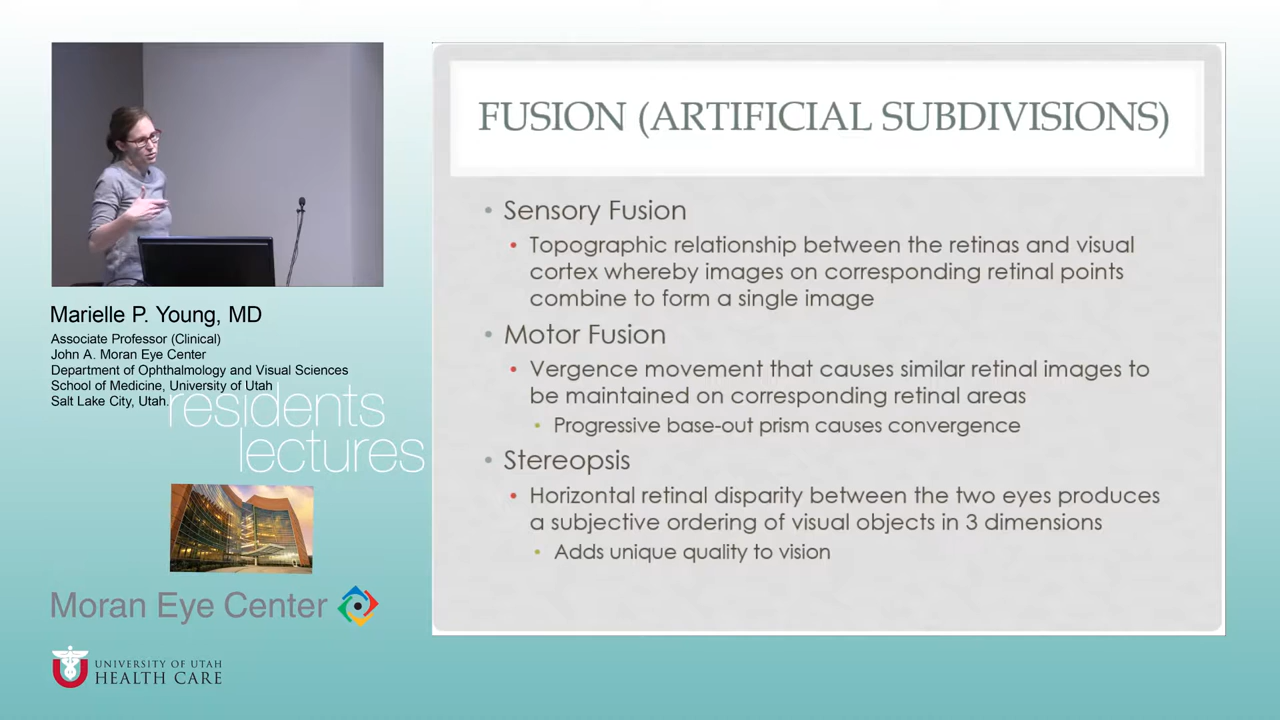 FUSION (ARTIFICIAL SUBDIVISIONS)
• Sensory Fusion
• Topographic relationship between the retinas and visual
cortex whereby images on corresponding retinal points
combine to form a single image
• Motor Fusion
• Vergence movement that causes similar retinal images to
be maintained on corresponding retinal areas
• Progressive base-out prism causes convergence
• Stereopsis
• Horizontal retinal disparity between the two eyes produces
a subjective ordering of visual objects in 3 dimensions
• Adds unique quality to vision
Marielle P. Young, MD
Associate Professor (Clinical)
John A. Moran Eye Center
Department of Ophthalmology and Visual Sciences
School of Medicine, University of Utah
Salt Lake City, Utah.
residents
lectures
Moran Eye Center
UNIVERSITY OF UTAH
HEALTH CARE